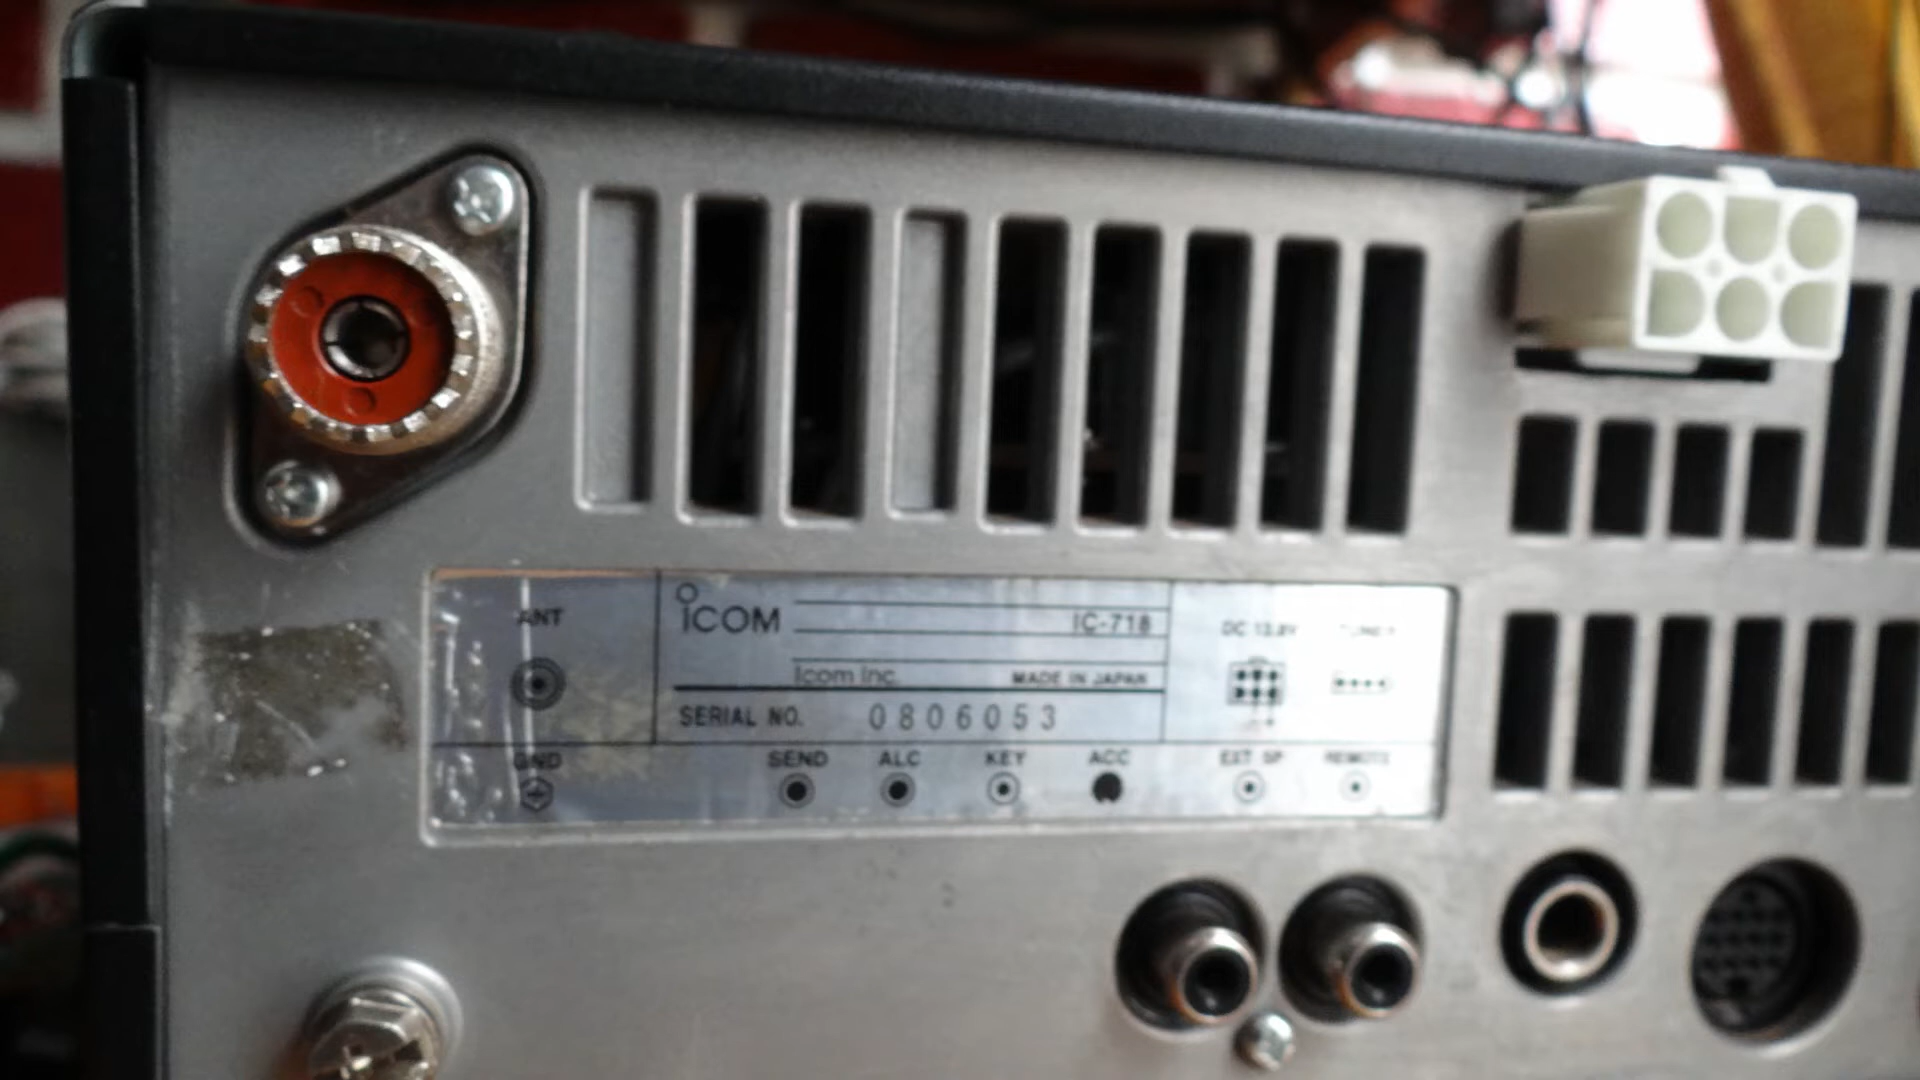 ANT
iCOM IC-718
Icom Inc. MADE IN JAPAN
SERIAL NO. 0806053
DC 13.8V TUNER
GND SEND ALC KEY ACC EXT SP REMOTE